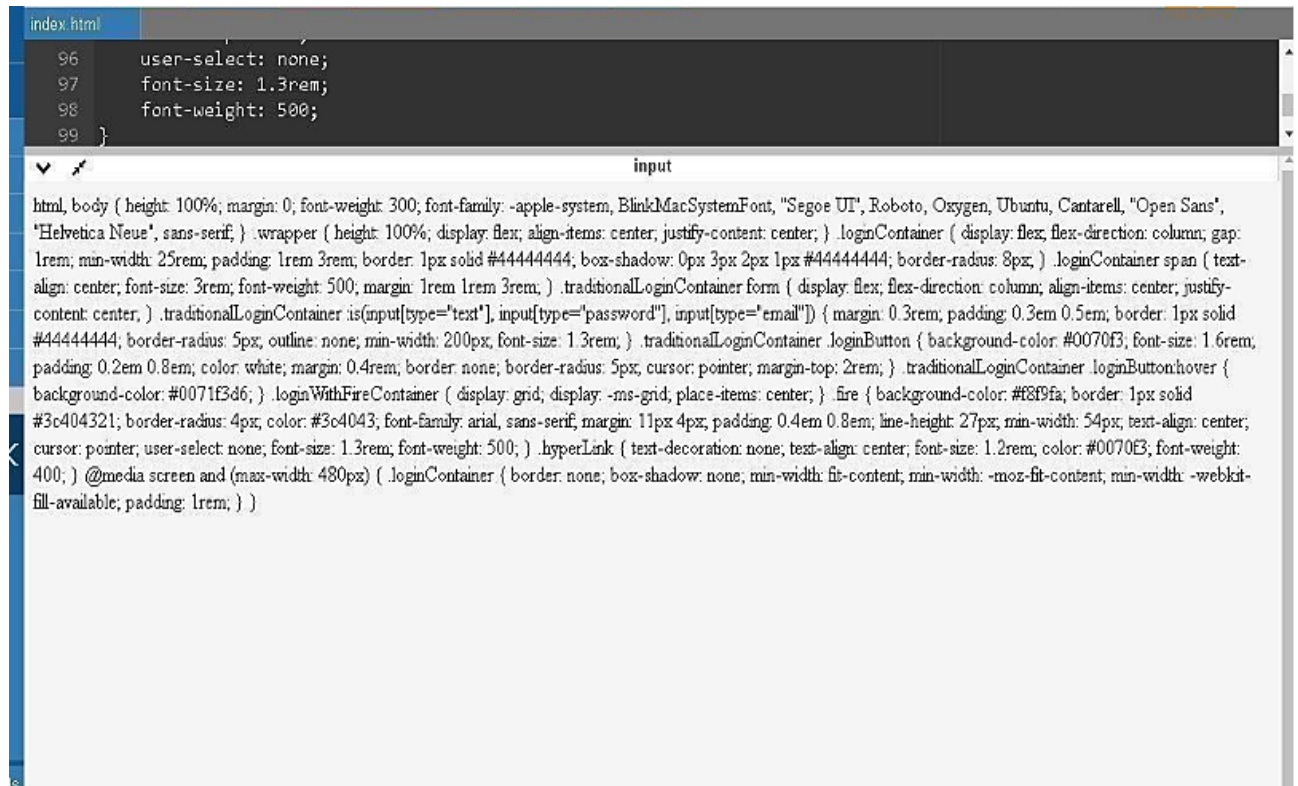 index.html
96 user-select: none;
97 font-size: 1.3rem;
98 font-weight: 500;
99 }
input
html, body { height: 100%; margin: 0; font-weight: 300; font-family: -apple-system, BlinkMacSystemFont, "Segoe UI", Roboto, Oxygen, Ubuntu, Cantarell, "Open Sans",
"Helvetica Neue", sans-serif; } .wrapper { height: 100%; display: flex; align-items: center; justify-content: center; } .loginContainer { display: flex; flex-direction: column; gap:
1rem; min-width: 25rem; padding: 1rem 3rem; border: 1px solid #44444444; box-shadow: 0px 3px 2px 1px #44444444; border-radius: 8px; } .loginContainer span { text-
align: center; font-size: 3rem; font-weight: 500; margin: 1rem 1rem 3rem; } .traditionalLoginContainer form { display: flex; flex-direction: column; align-items: center; justify-
content: center; } .traditionalLoginContainer :is(input[type="text"], input[type="password"], input[type="email"]) { margin: 0.3rem; padding: 0.3em 0.5em; border: 1px solid
#44444444; border-radius: 5px; outline: none; min-width: 200px; font-size: 1.3rem; } .traditionalLoginContainer .loginButton { background-color: #0070f3; font-size: 1.6rem;
padding: 0.2em 0.8em; color: white; margin: 0.4rem; border: none; border-radius: 5px; cursor: pointer; margin-top: 2rem; } .traditionalLoginContainer .loginButton:hover {
background-color: #0071f3d6; } .loginWithFireContainer { display: grid; display: -ms-grid; place-items: center; } .fire { background-color: #f8f9fa; border: 1px solid
#3c404321; border-radius: 4px; color: #3c4043; font-family: arial, sans-serif; margin: 11px 4px; padding: 0.4em 0.8em; line-height: 27px; min-width: 54px; text-align: center;
cursor: pointer; user-select: none; font-size: 1.3rem; font-weight: 500; } .hyperLink { text-decoration: none; text-align: center; font-size: 1.2rem; color: #0070f3; font-weight:
400; } @media screen and (max-width: 480px) { .loginContainer { border: none; box-shadow: none; min-width: fit-content; min-width: -moz-fit-content; min-width: -webkit-
fill-available; padding: 1rem; } }